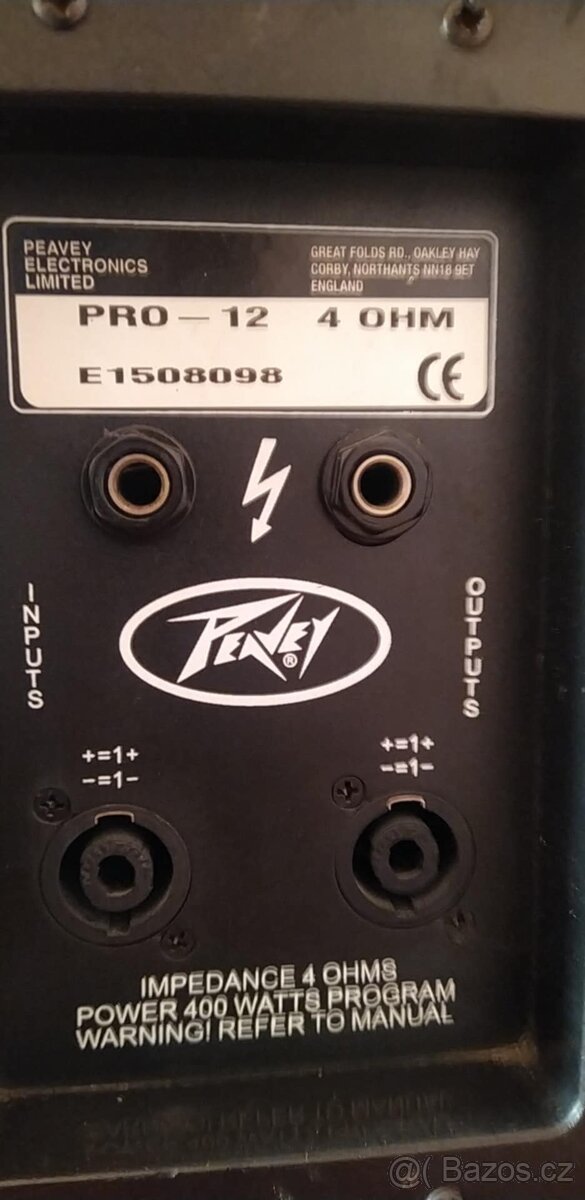 PEAVEY
ELECTRONICS
LIMITED
GREAT FOLDS RD., OAKLEY HAY
CORBY, NORTHANTS NN18 9ET
ENGLAND
PRO-12 4 OHM
E1508098
CE
INPUTS
PEAVEY®
OUTPUTS
+=1+
-=1-
+=1+
-=1-
IMPEDANCE 4 OHMS
POWER 400 WATTS PROGRAM
WARNING! REFER TO MANUAL
@( Bazos.cz